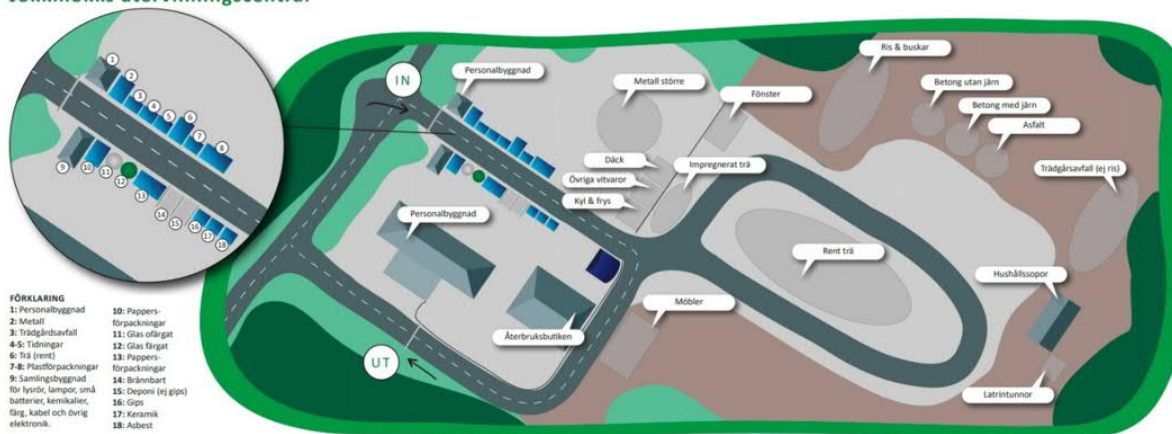 IN
UT
Personalbyggnad
Metall större
Fönster
Ris & buskar
Betong utan järn
Betong med järn
Asfalt
Trädgårsavfall (ej ris)
Däck
Impregnerat trä
Övriga vitvaror
Kyl & frys
Personalbyggnad
Rent trä
Hushållssopor
Möbler
Återbruksbutiken
Latrintunnor
1
2
3
4
5
6
7
8
9
10
11
12
13
14
15
16
17
18
FÖRKLARING
1: Personalbyggnad
2: Metall
3: Trädgårdsavfall
4-5: Tidningar
6: Trä (rent)
7-8: Plastförpackningar
9: Samlingsbyggnad
för lysrör, lampor, små
batterier, kemikalier,
färg, kabel och övrig
elektronik.
10: Pappers-
förpackningar
11: Glas ofärgat
12: Glas färgat
13: Pappers-
förpackningar
14: Brännbart
15: Deponi (ej gips)
16: Gips
17: Keramik
18: Asbest